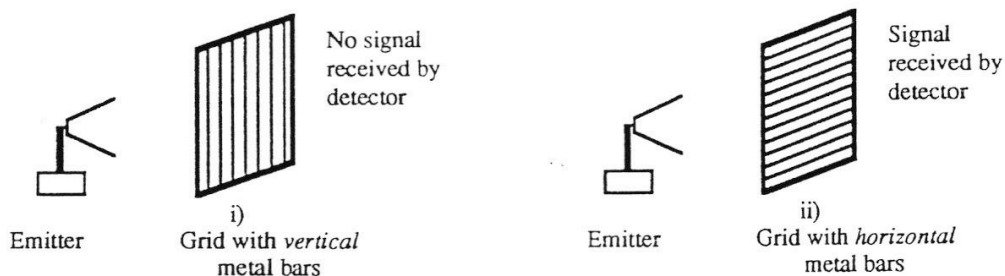 No signal
received by
detector
Emitter
i)
Grid with vertical
metal bars
Signal
received by
detector
Emitter
ii)
Grid with horizontal
metal bars